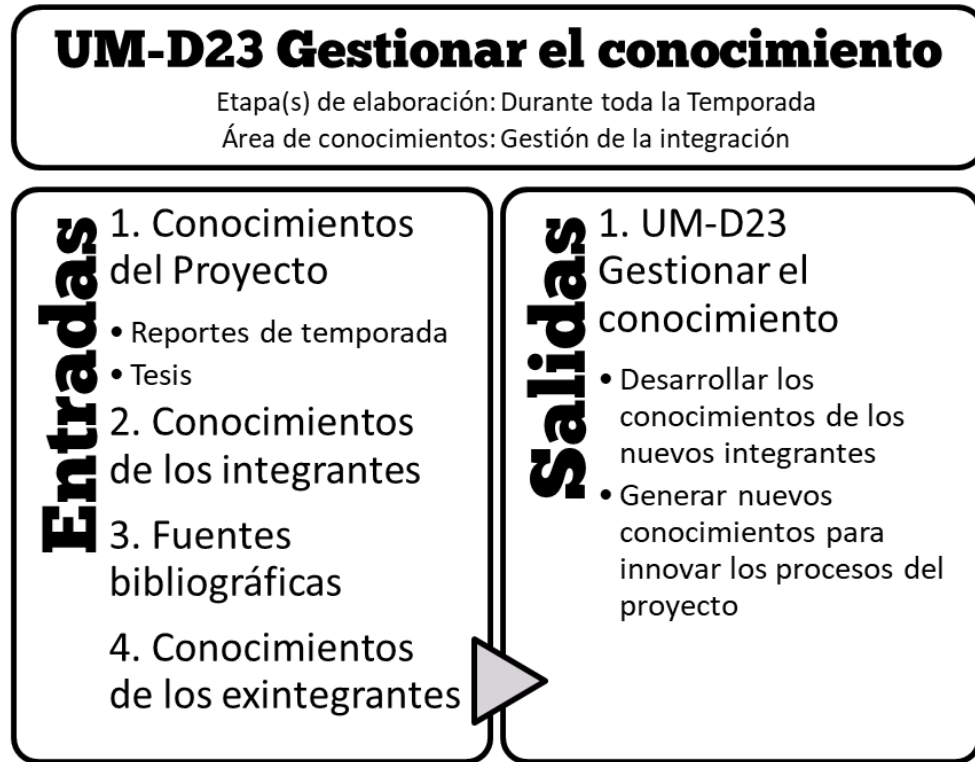 UM-D23 Gestionar el conocimiento
Etapa(s) de elaboración: Durante toda la Temporada
Área de conocimientos: Gestión de la integración
Entradas
1. Conocimientos
del Proyecto
• Reportes de temporada
• Tesis
2. Conocimientos
de los integrantes
3. Fuentes
bibliográficas
4. Conocimientos
de los exintegrantes
Salidas
1. UM-D23
Gestionar el
conocimiento
• Desarrollar los
conocimientos de los
nuevos integrantes
• Generar nuevos
conocimientos para
innovar los procesos del
proyecto